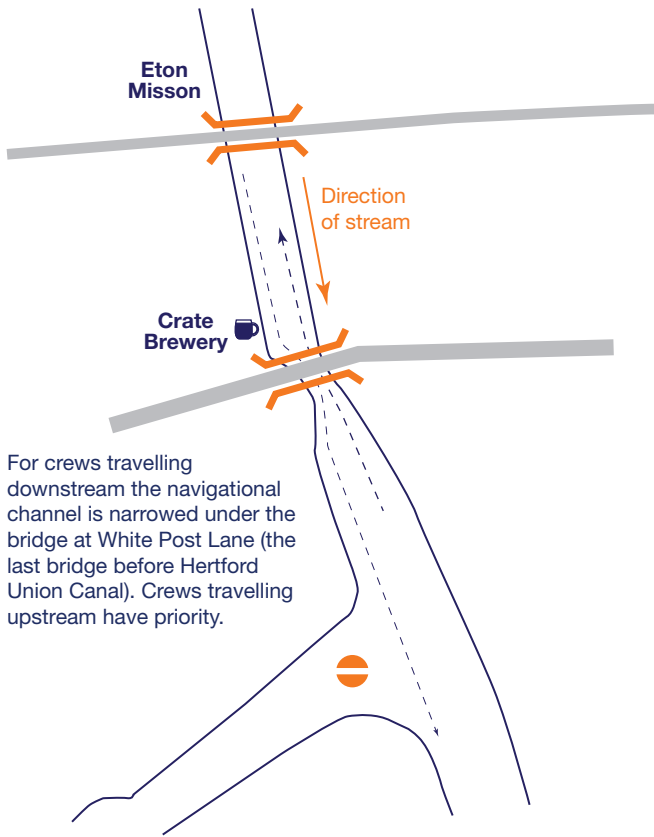 Eton
Misson
Direction
of stream
Crate
Brewery
For crews travelling
downstream the navigational
channel is narrowed under the
bridge at White Post Lane (the
last bridge before Hertford
Union Canal). Crews travelling
upstream have priority.